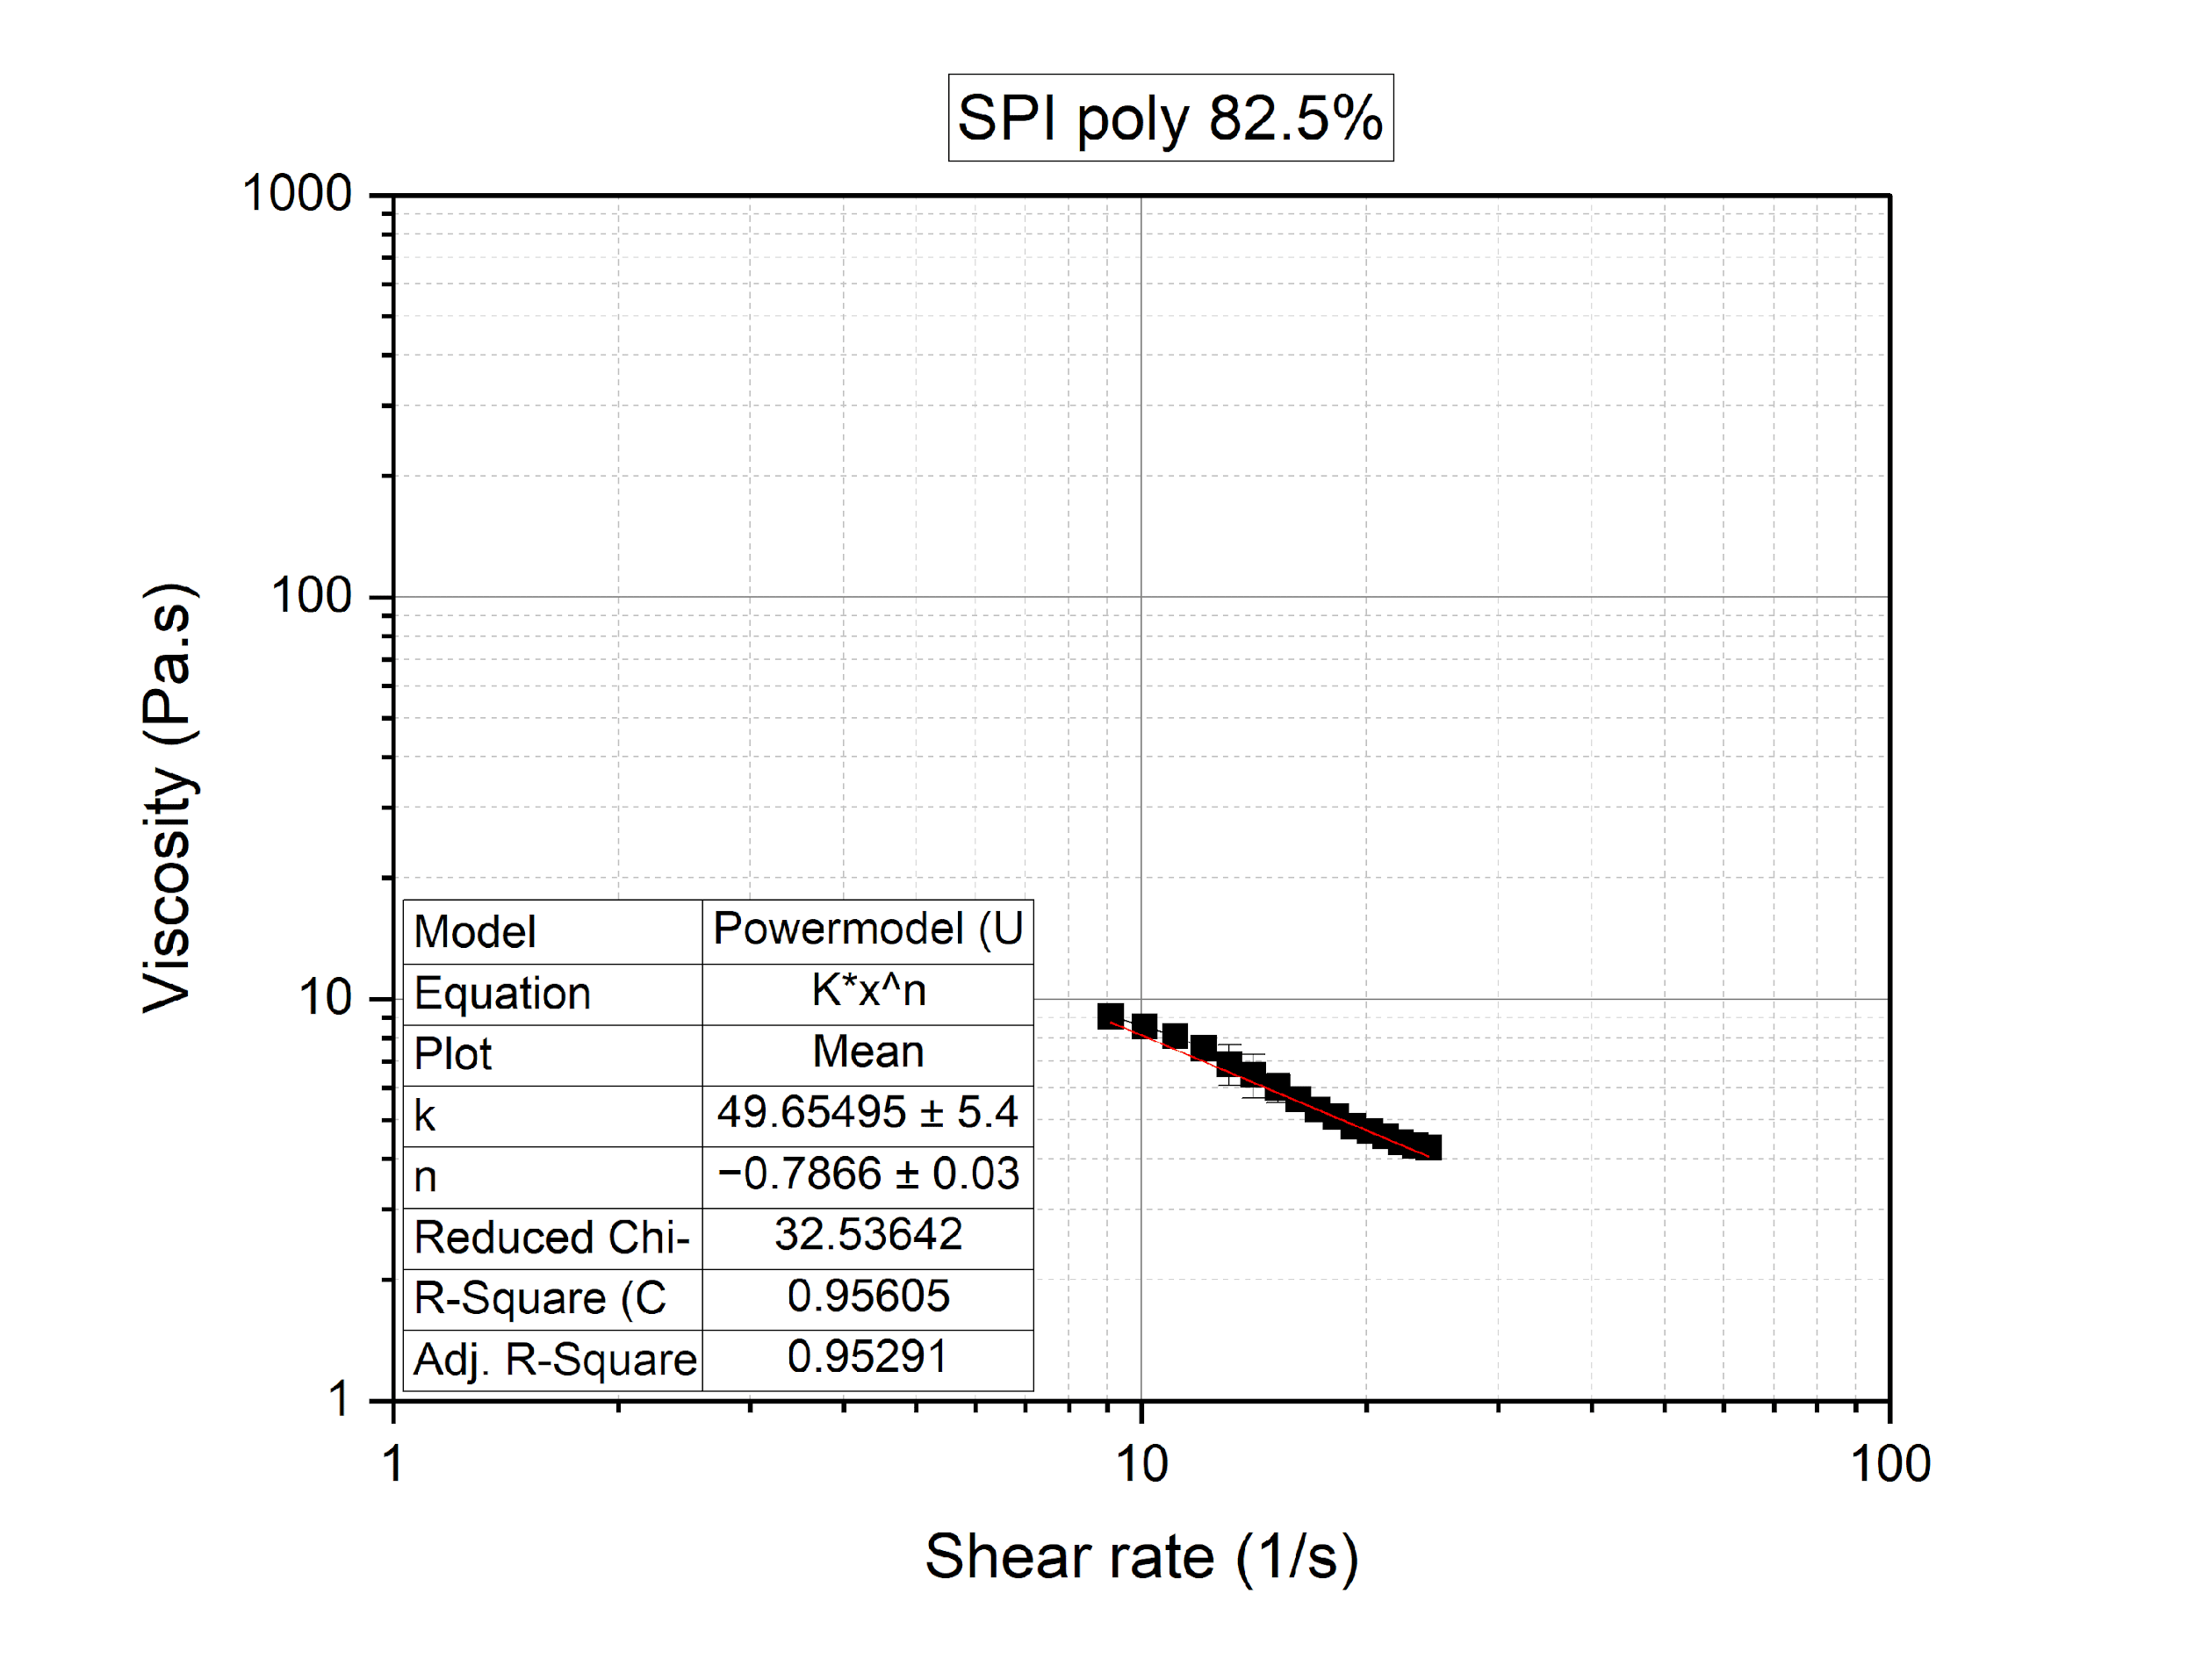 SPI poly 82.5%
1000
100
10
1
Viscosity (Pa.s)
Model Powermodel (U
Equation K*x^n
Plot Mean
k 49.65495 ± 5.4
n −0.7866 ± 0.03
Reduced Chi- 32.53642
R-Square (C 0.95605
Adj. R-Square 0.95291
1 10 100
Shear rate (1/s)